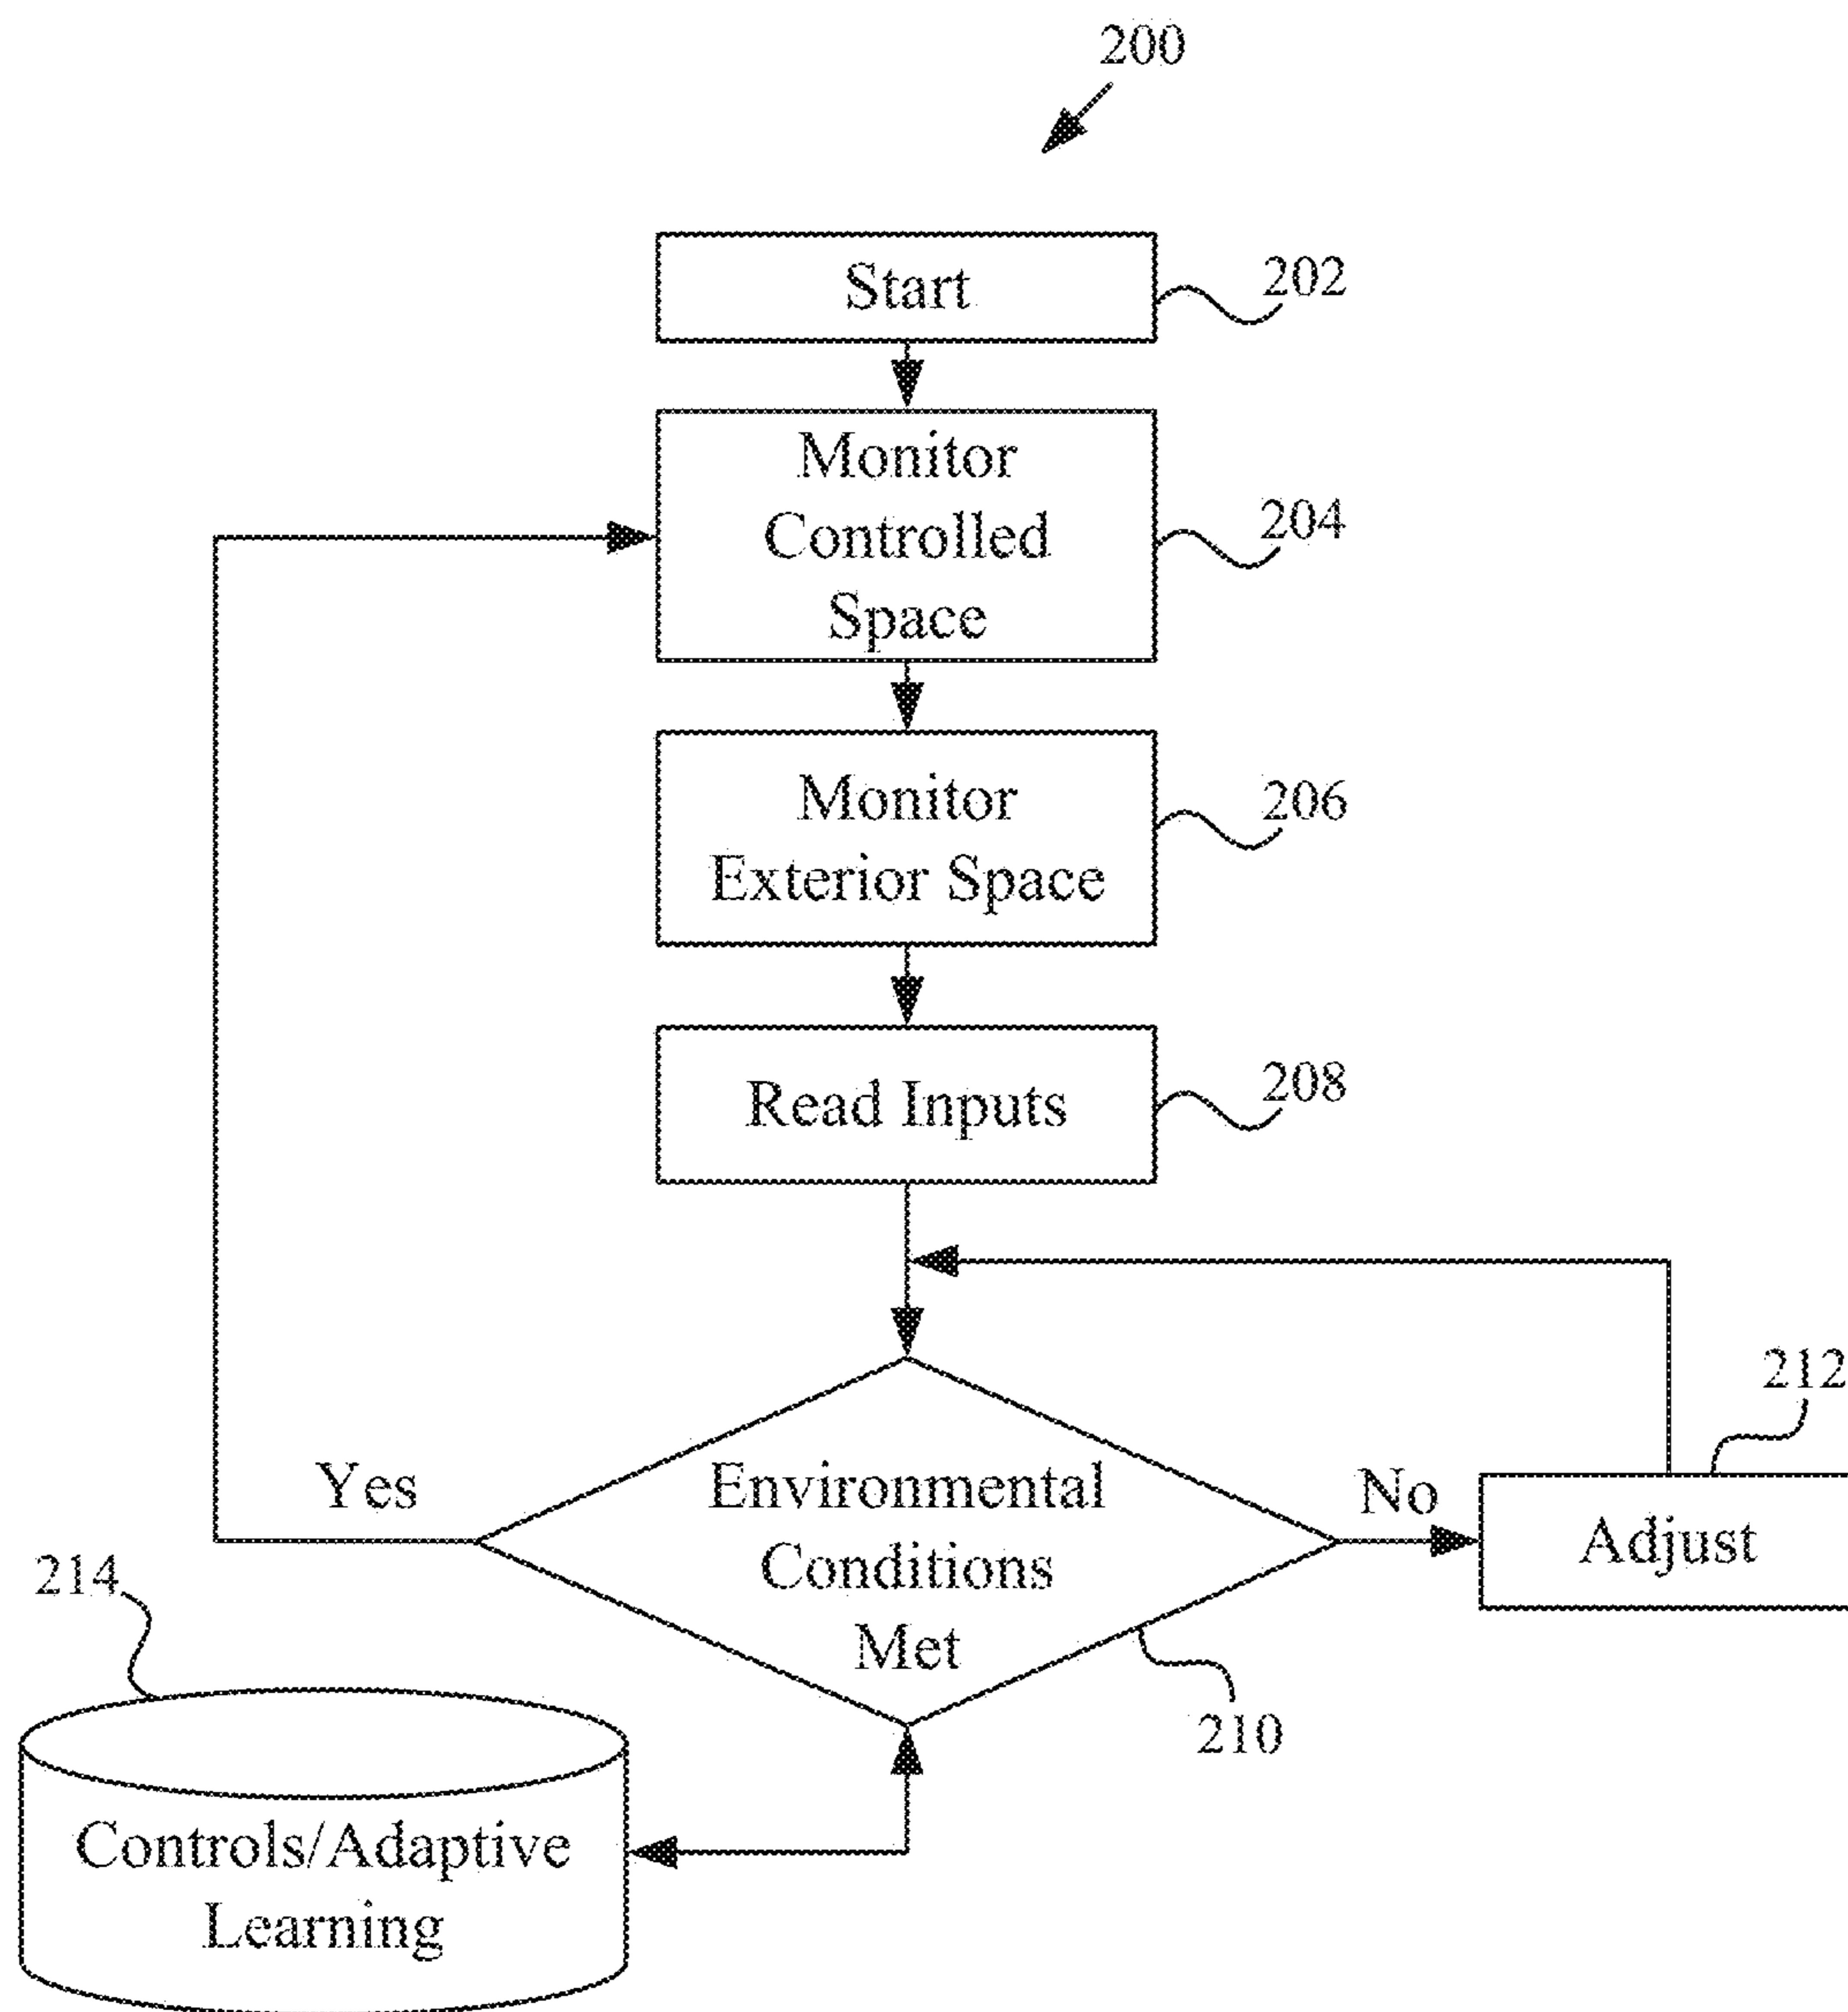 200
Start
202
Monitor
Controlled
Space
204
Monitor
Exterior Space
206
Read Inputs
208
Yes
Environmental
Conditions
Met
No
Adjust
212
214
210
Controls/Adaptive
Learning